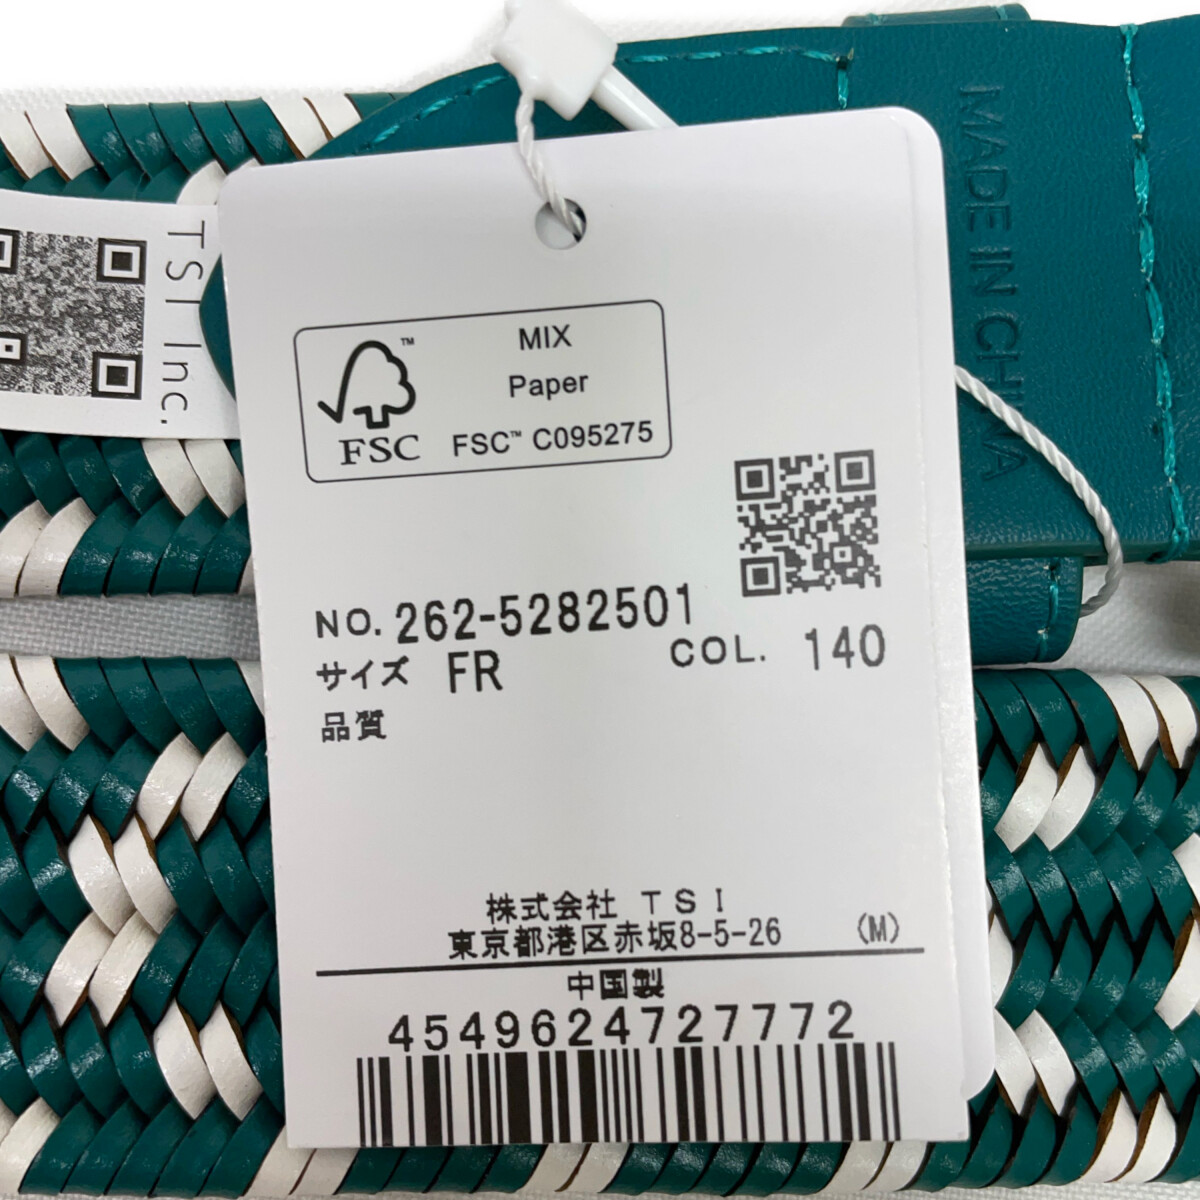 TSI Inc.
MADE IN CHINA
MIX
Paper
FSC™ C095275
™
FSC
NO. 262-5282501
サイズ FR
COL. 140
品質
株式会社 TSI
東京都港区赤坂8-5-26 (M)
中国製
4549624727772